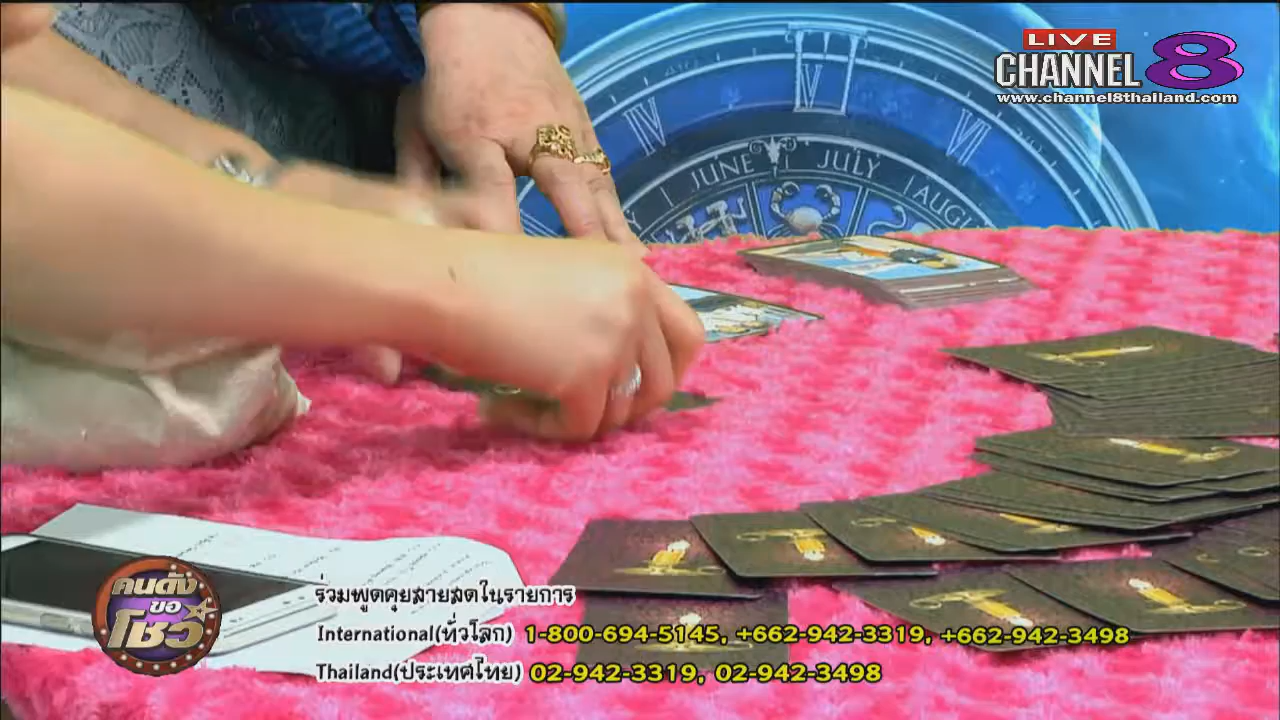 LIVE
CHANNEL 8
www.channel8thailand.com
IV
V
VI
JUNE
JULY
AUGU
คนดัง
ขอ
โชว์
ร่วมพูดคุยสายสดในรายการ
International(ทั่วโลก) 1-800-694-5145, +662-942-3319, +662-942-3498
Thailand(ประเทศไทย) 02-942-3319, 02-942-3498